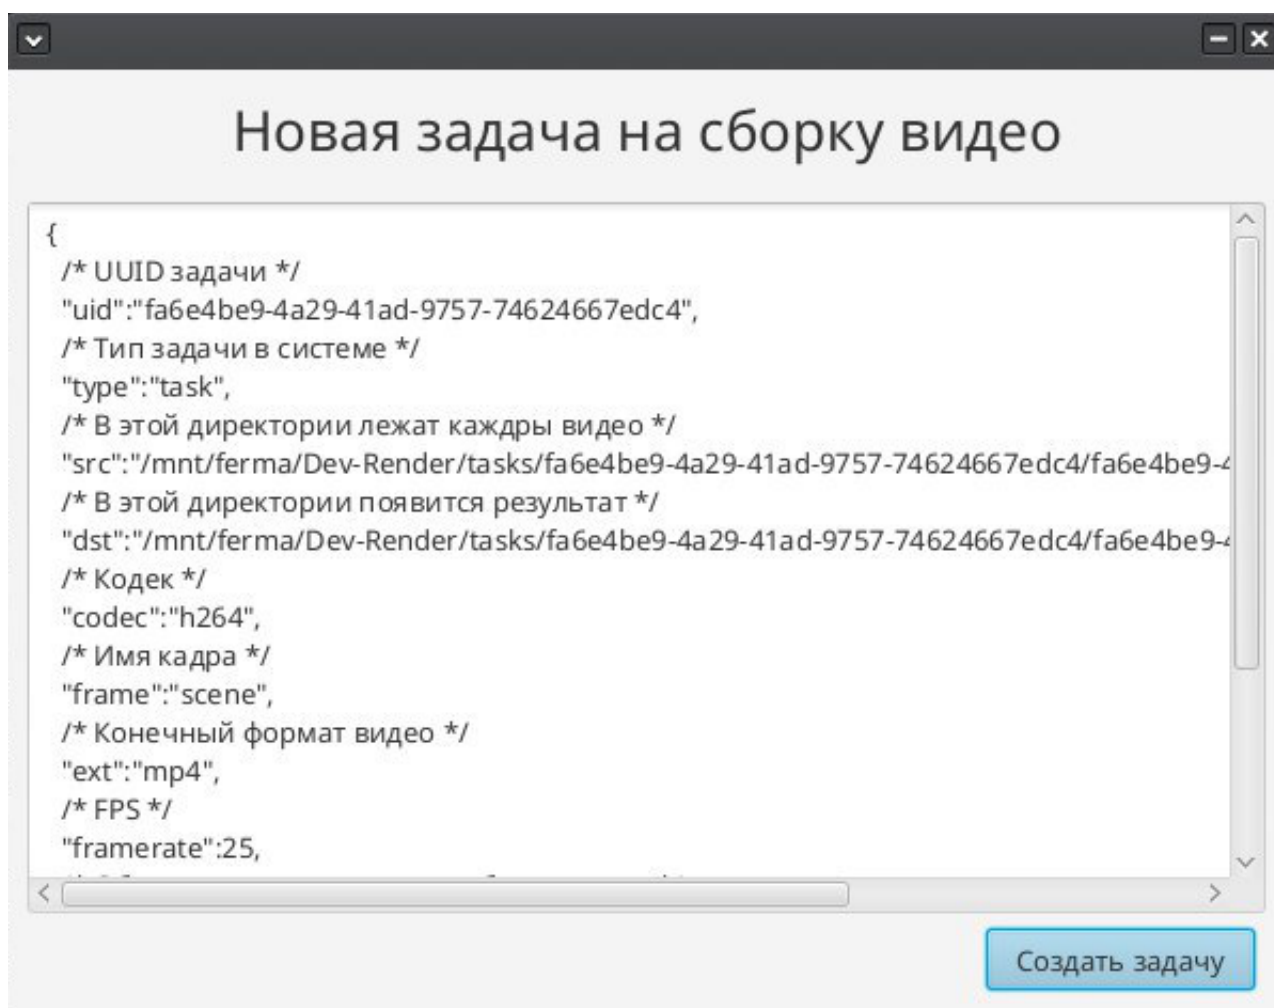 Новая задача на сборку видео
{
/* UUID задачи */
"uid":"fa6e4be9-4a29-41ad-9757-74624667edc4",
/* Тип задачи в системе */
"type":"task",
/* В этой директории лежат каждры видео */
"src":"/mnt/ferma/Dev-Render/tasks/fa6e4be9-4a29-41ad-9757-74624667edc4/fa6e4be9-4
/* В этой директории появится результат */
"dst":"/mnt/ferma/Dev-Render/tasks/fa6e4be9-4a29-41ad-9757-74624667edc4/fa6e4be9-4
/* Кодек */
"codec":"h264",
/* Имя кадра */
"frame":"scene",
/* Конечный формат видео */
"ext":"mp4",
/* FPS */
"framerate":25,
Создать задачу